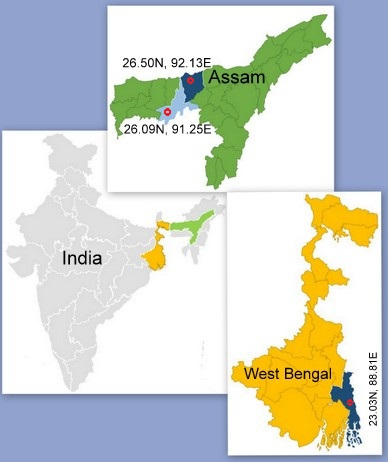 26.50N, 92.13E
Assam
26.09N, 91.25E
India
West Bengal
23.03N, 88.81E